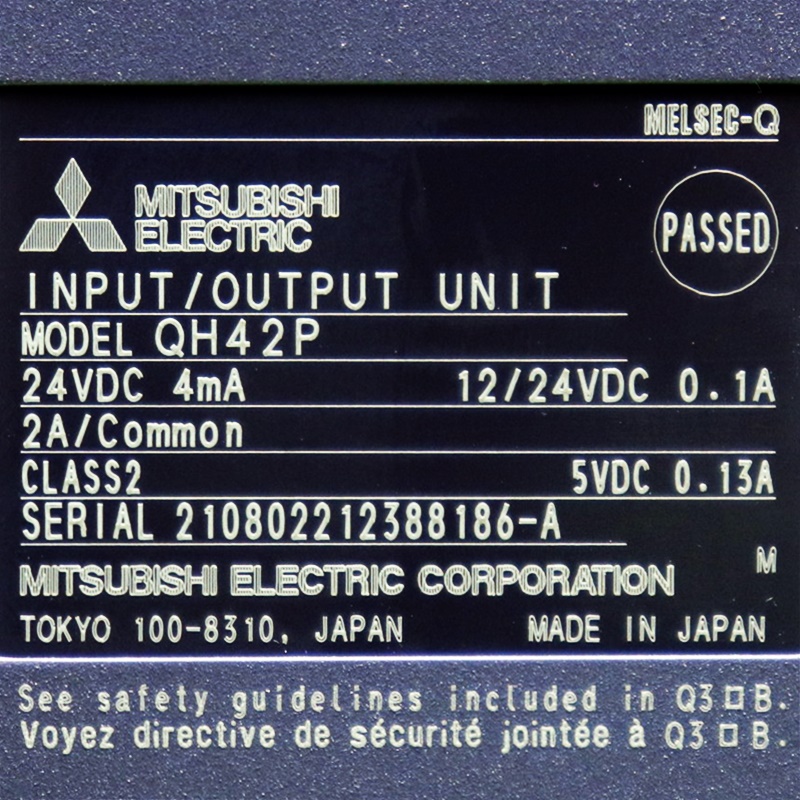 MELSEC-Q
MITSUBISHI
ELECTRIC
PASSED
INPUT/OUTPUT UNIT
MODEL QH42P
24VDC 4mA 12/24VDC 0.1A
2A/Common
CLASS2 5VDC 0.13A
SERIAL 210802212388186-A
M
MITSUBISHI ELECTRIC CORPORATION
TOKYO 100-8310, JAPAN MADE IN JAPAN
See safety guidelines included in Q3□B.
Voyez directive de sécurité jointée à Q3□B.